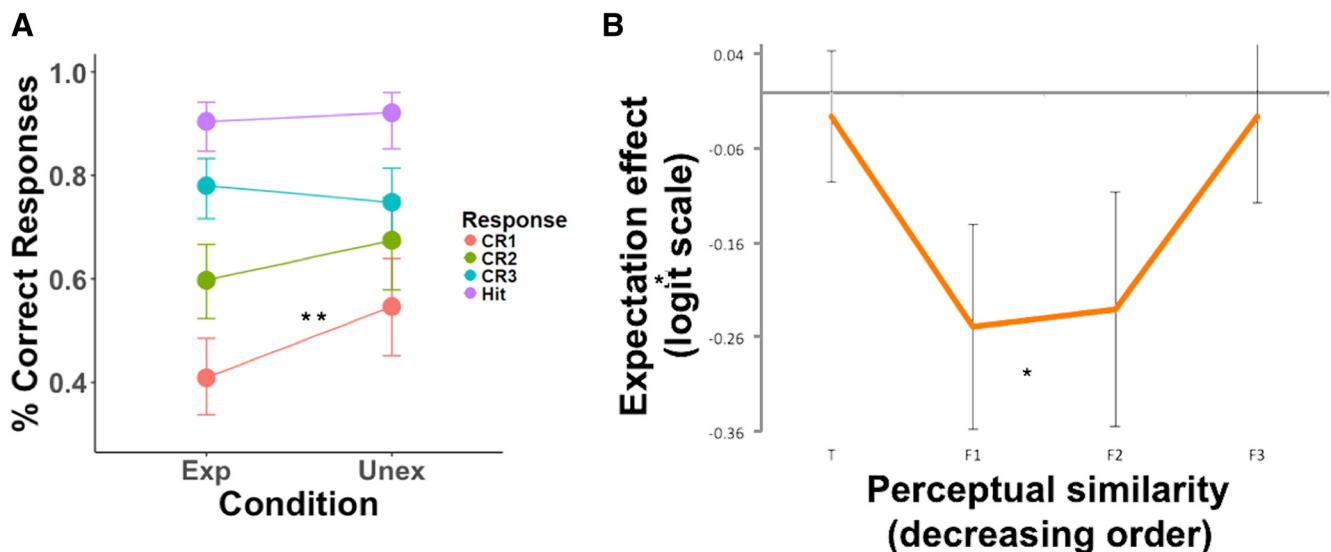 A
% Correct Responses
1.0
0.8
0.6
0.4
**
Exp
Unex
Condition
Response
CR1
CR2
CR3
Hit
B
Expectation effect
(logit scale)
*
0.04
-0.06
-0.16
-0.26
-0.36
*
T
F1
F2
F3
Perceptual similarity
(decreasing order)